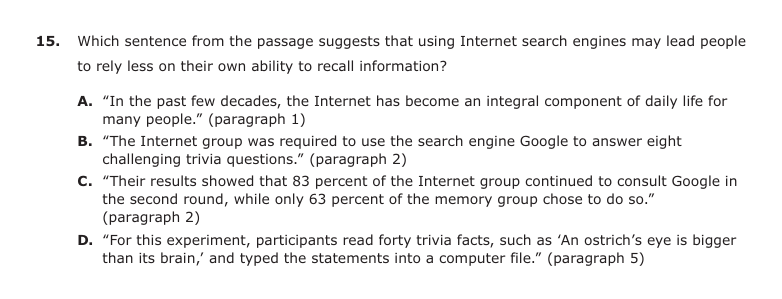 15. Which sentence from the passage suggests that using Internet search engines may lead people
to rely less on their own ability to recall information?
A. “In the past few decades, the Internet has become an integral component of daily life for
many people.” (paragraph 1)
B. “The Internet group was required to use the search engine Google to answer eight
challenging trivia questions.” (paragraph 2)
C. “Their results showed that 83 percent of the Internet group continued to consult Google in
the second round, while only 63 percent of the memory group chose to do so.”
(paragraph 2)
D. “For this experiment, participants read forty trivia facts, such as ‘An ostrich’s eye is bigger
than its brain,’ and typed the statements into a computer file.” (paragraph 5)